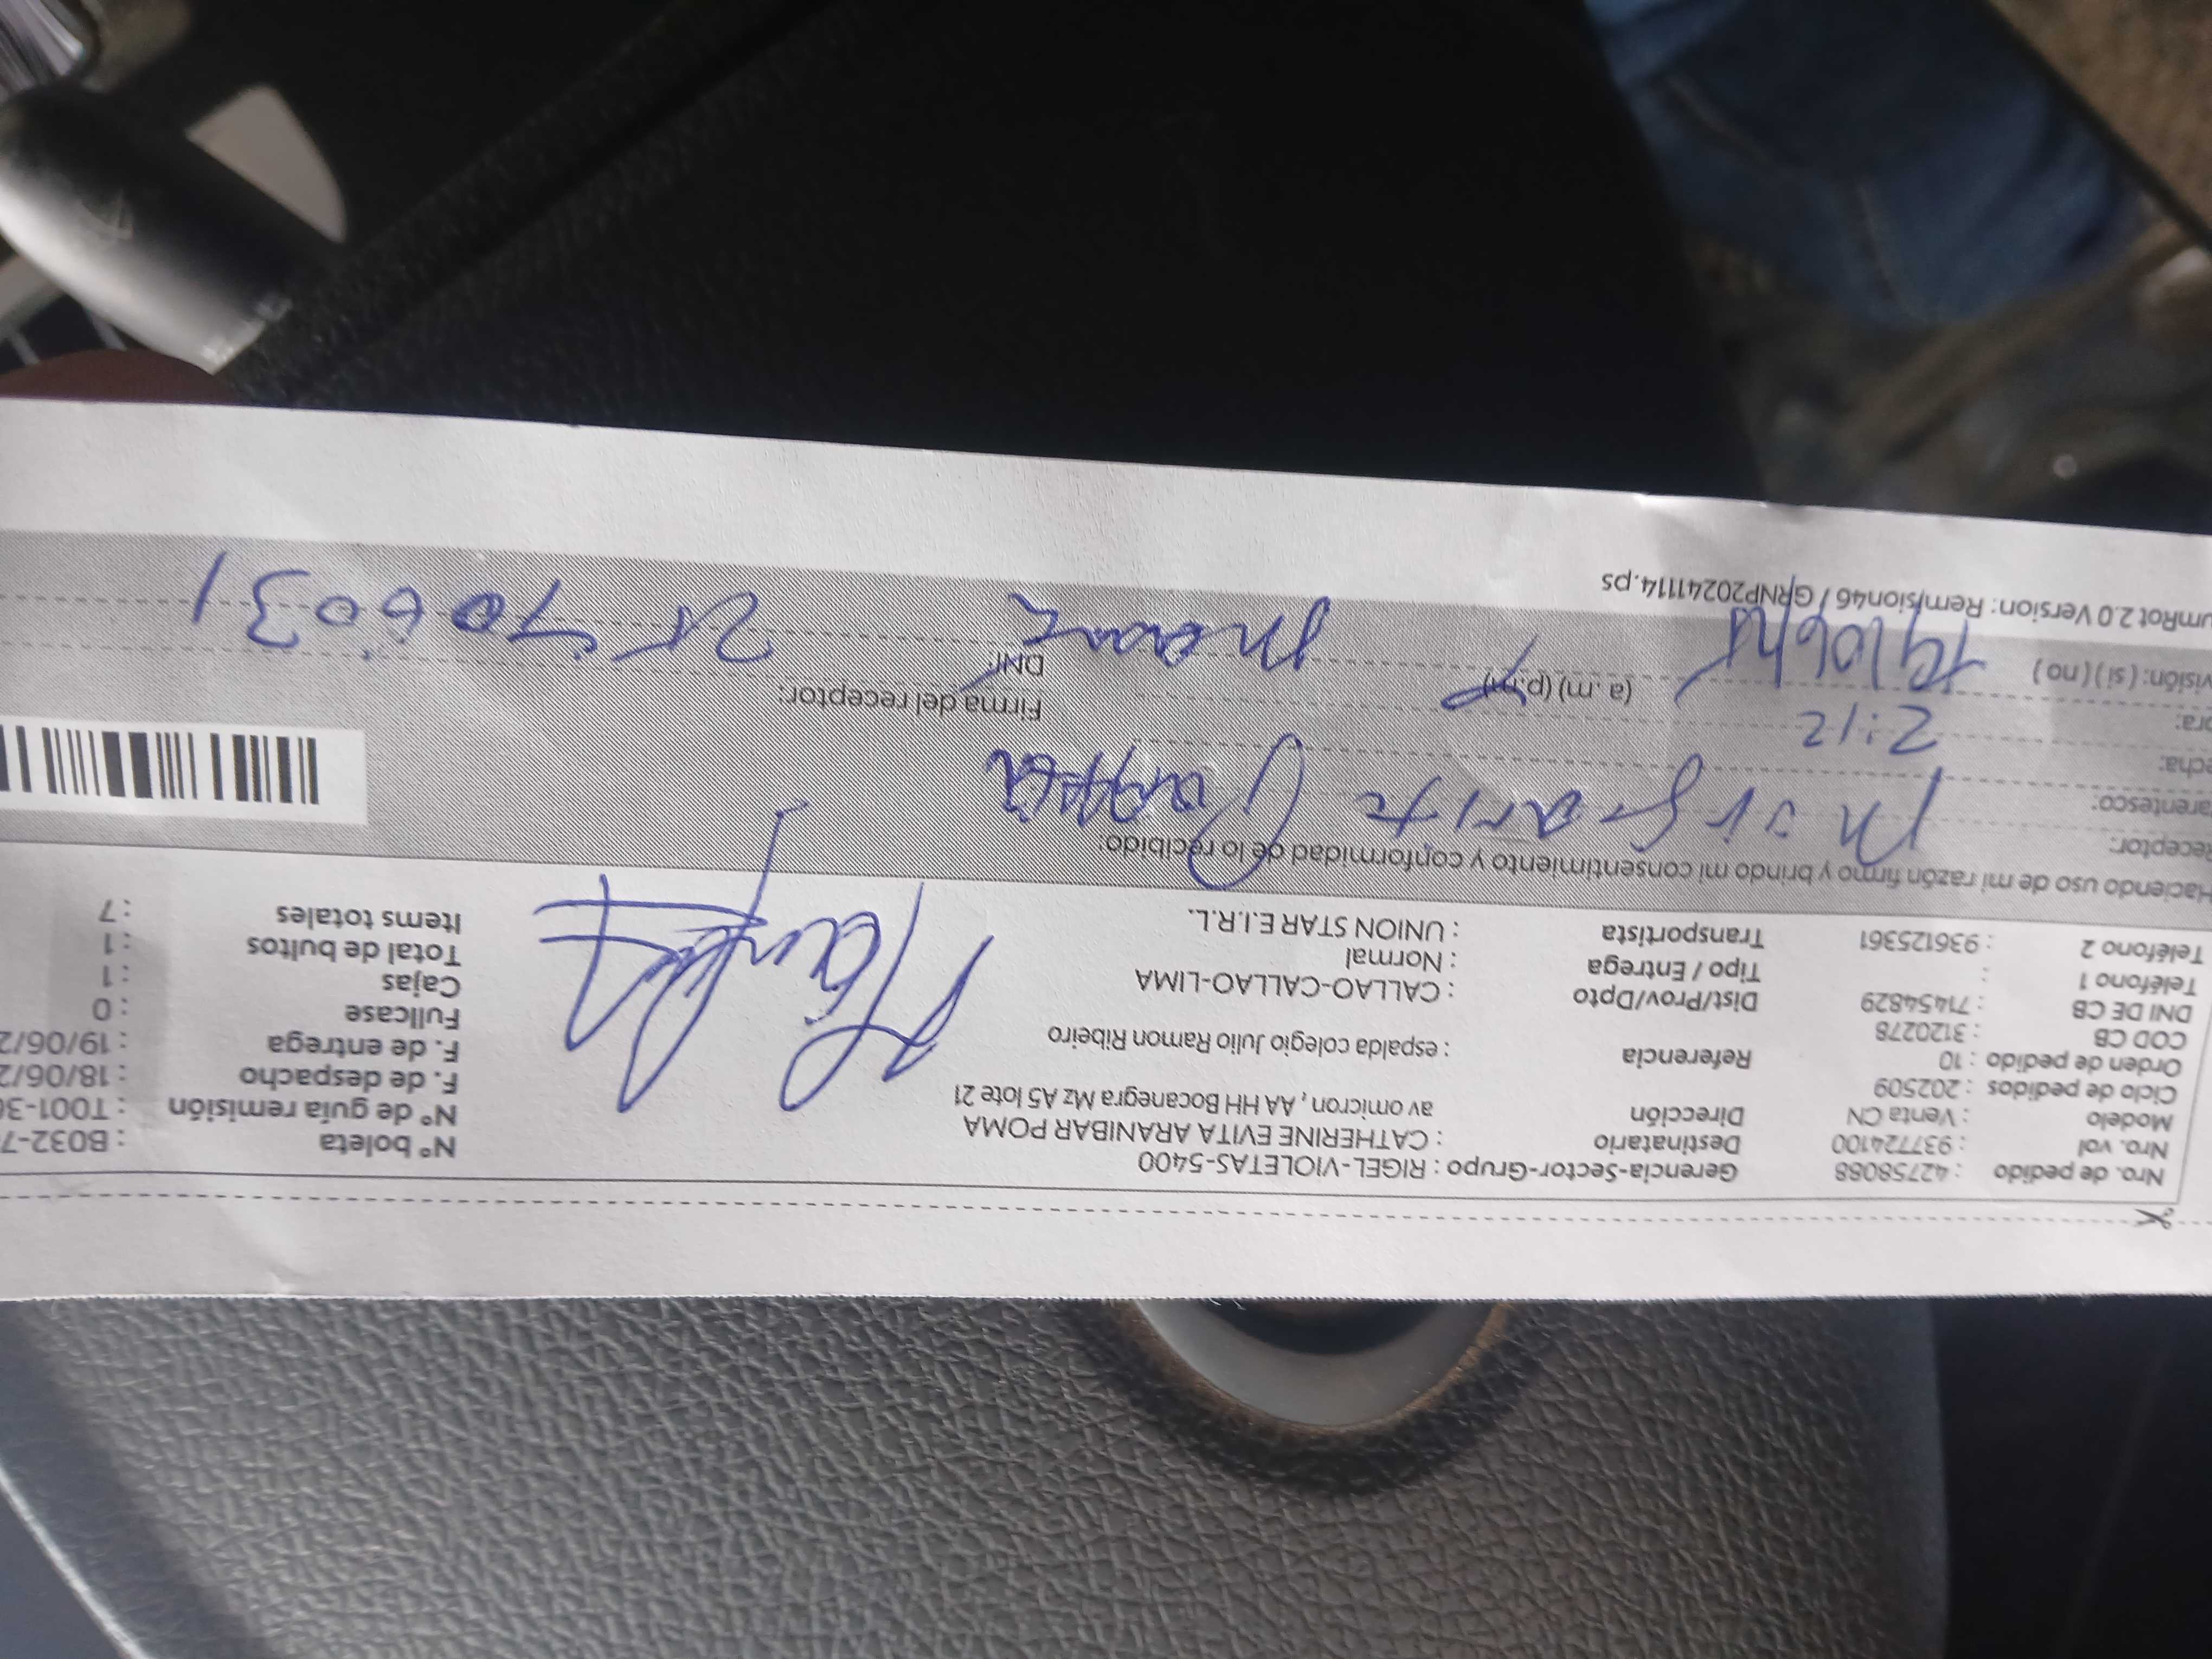 Nro. de pedido : 42758088 Gerencia-Sector-Grupo : RIGEL-VIOLETAS-5400
Nro. vol : 937724100 Destinatario : CATHERINE EVITA ARANIBAR POMA Nº boleta : B032-7
Modelo : Venta CN Dirección av omicron , AA HH Bocanegra Mz A5 lote 21 Nº de guía remisión : T001-3
Ciclo de pedidos : 202509 F. de despacho : 18/06/2
Orden de pedido : 10 Referencia : espalda colegio Julio Ramon Ribeiro F. de entrega : 19/06/2
COD CB : 3120278 Fullcase : 0
DNI DE CB : 71454829 Dist/Prov/Dpto : CALLAO-CALLAO-LIMA Cajas : 1
Teléfono 1 : Tipo / Entrega : Normal Total de bultos : 1
Teléfono 2 : 936125361 Transportista : UNION STAR E.I.R.L. Items totales : 7
Haciendo uso de mi razón firmo y brindo mi consentimiento y conformidad de lo recibido:
Receptor:
arentesco:
echa: 2:12 Firma del receptor:
ora: (a. m) (p.m) DNI: 706031
visión: ( si ) ( no )
umRot 2.0 Version: Remision46 / GRNP20241114.ps